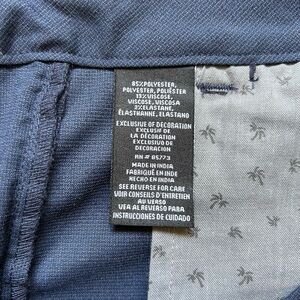 85% POLYESTER,
POLYESTER, POLIÉSTER
13% VISCOSE,
VISCOSE, VISCOSA
2% ELASTANE,
ÉLASTHANNE, ELASTANO
EXCLUSIVE OF DECORATION
EXCLUSIF DE
LA DÉCORATION
EXCLUSIVO DE
DECORACIÓN
RN # 85773
MADE IN INDIA
FABRIQUÉ EN INDE
HECHO EN INDIA
SEE REVERSE FOR CARE
VOIR CONSEILS D'ENTRETIEN
AU VERSO
VEA AL REVERSO PARA
INSTRUCCIONES DE CUIDADO